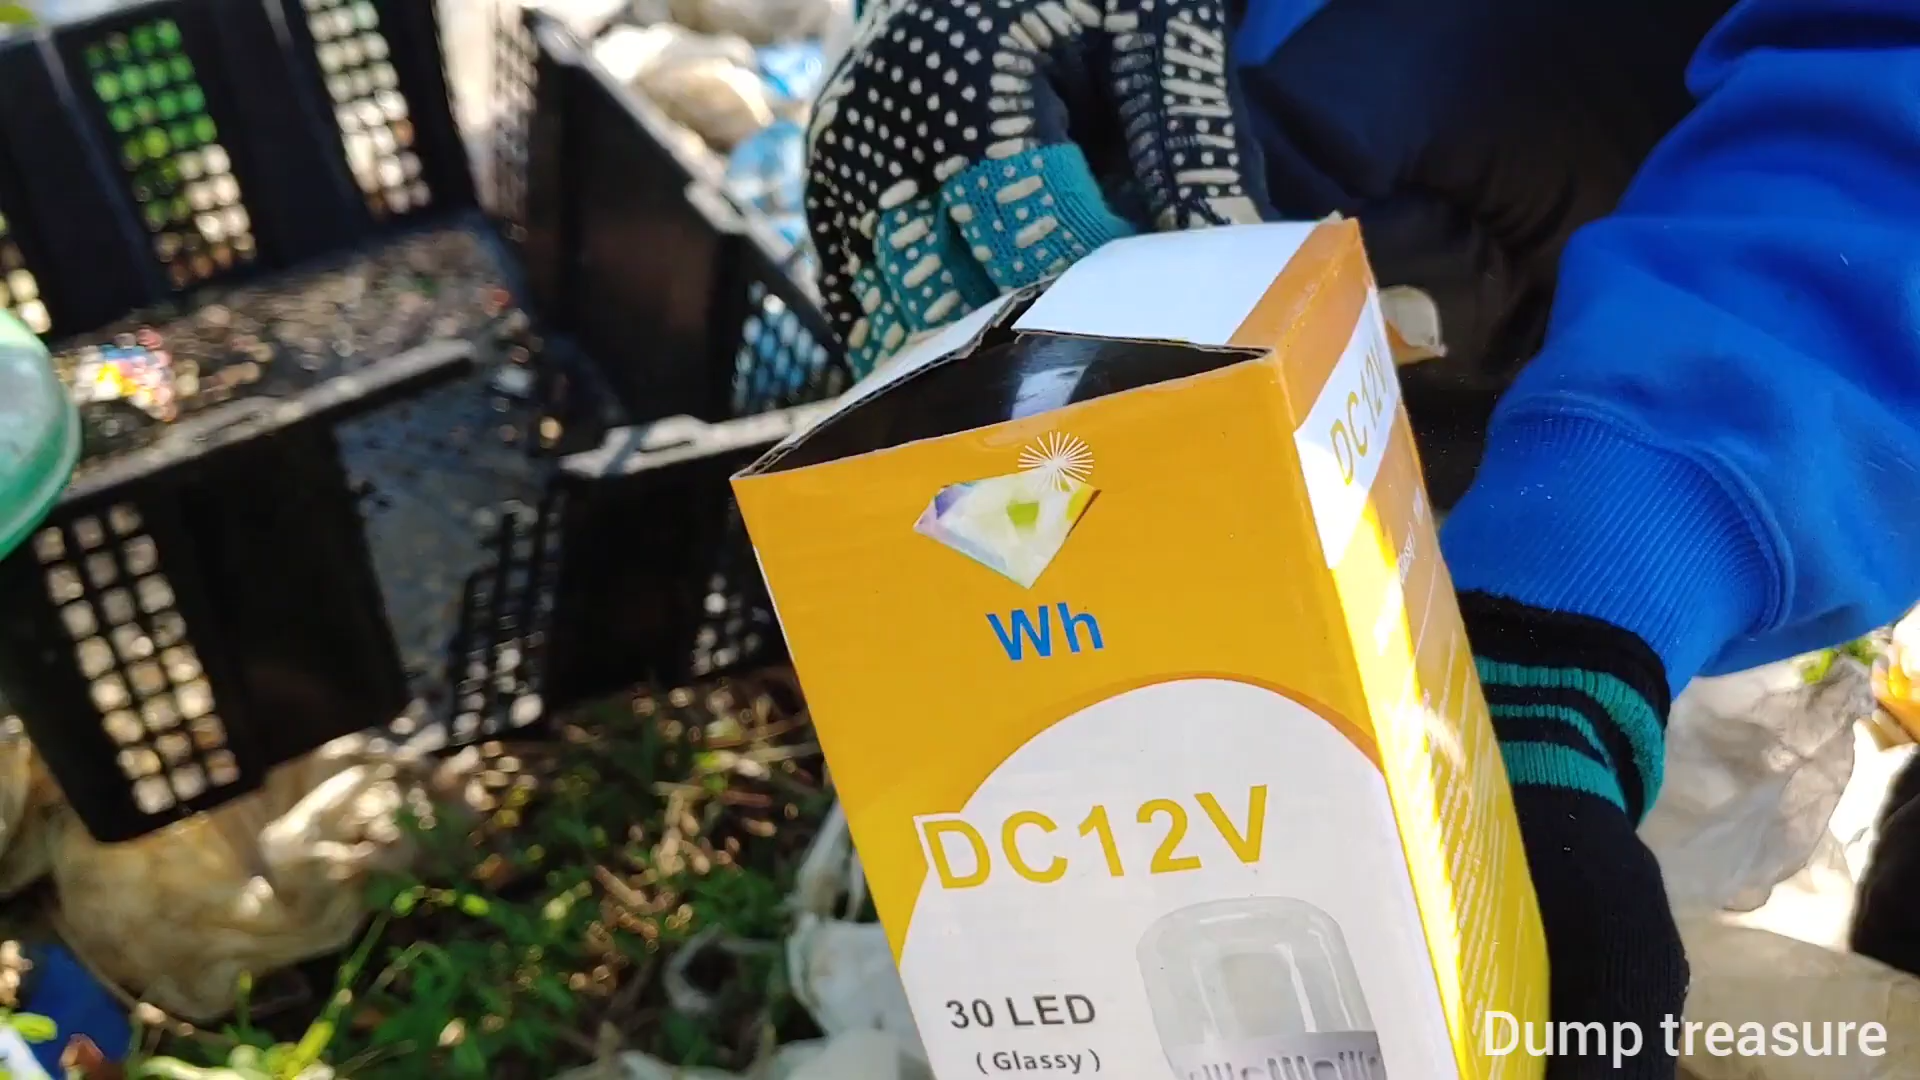 Wh
DC12V
30 LED
(Glassy)
DC12V
Dump treasure